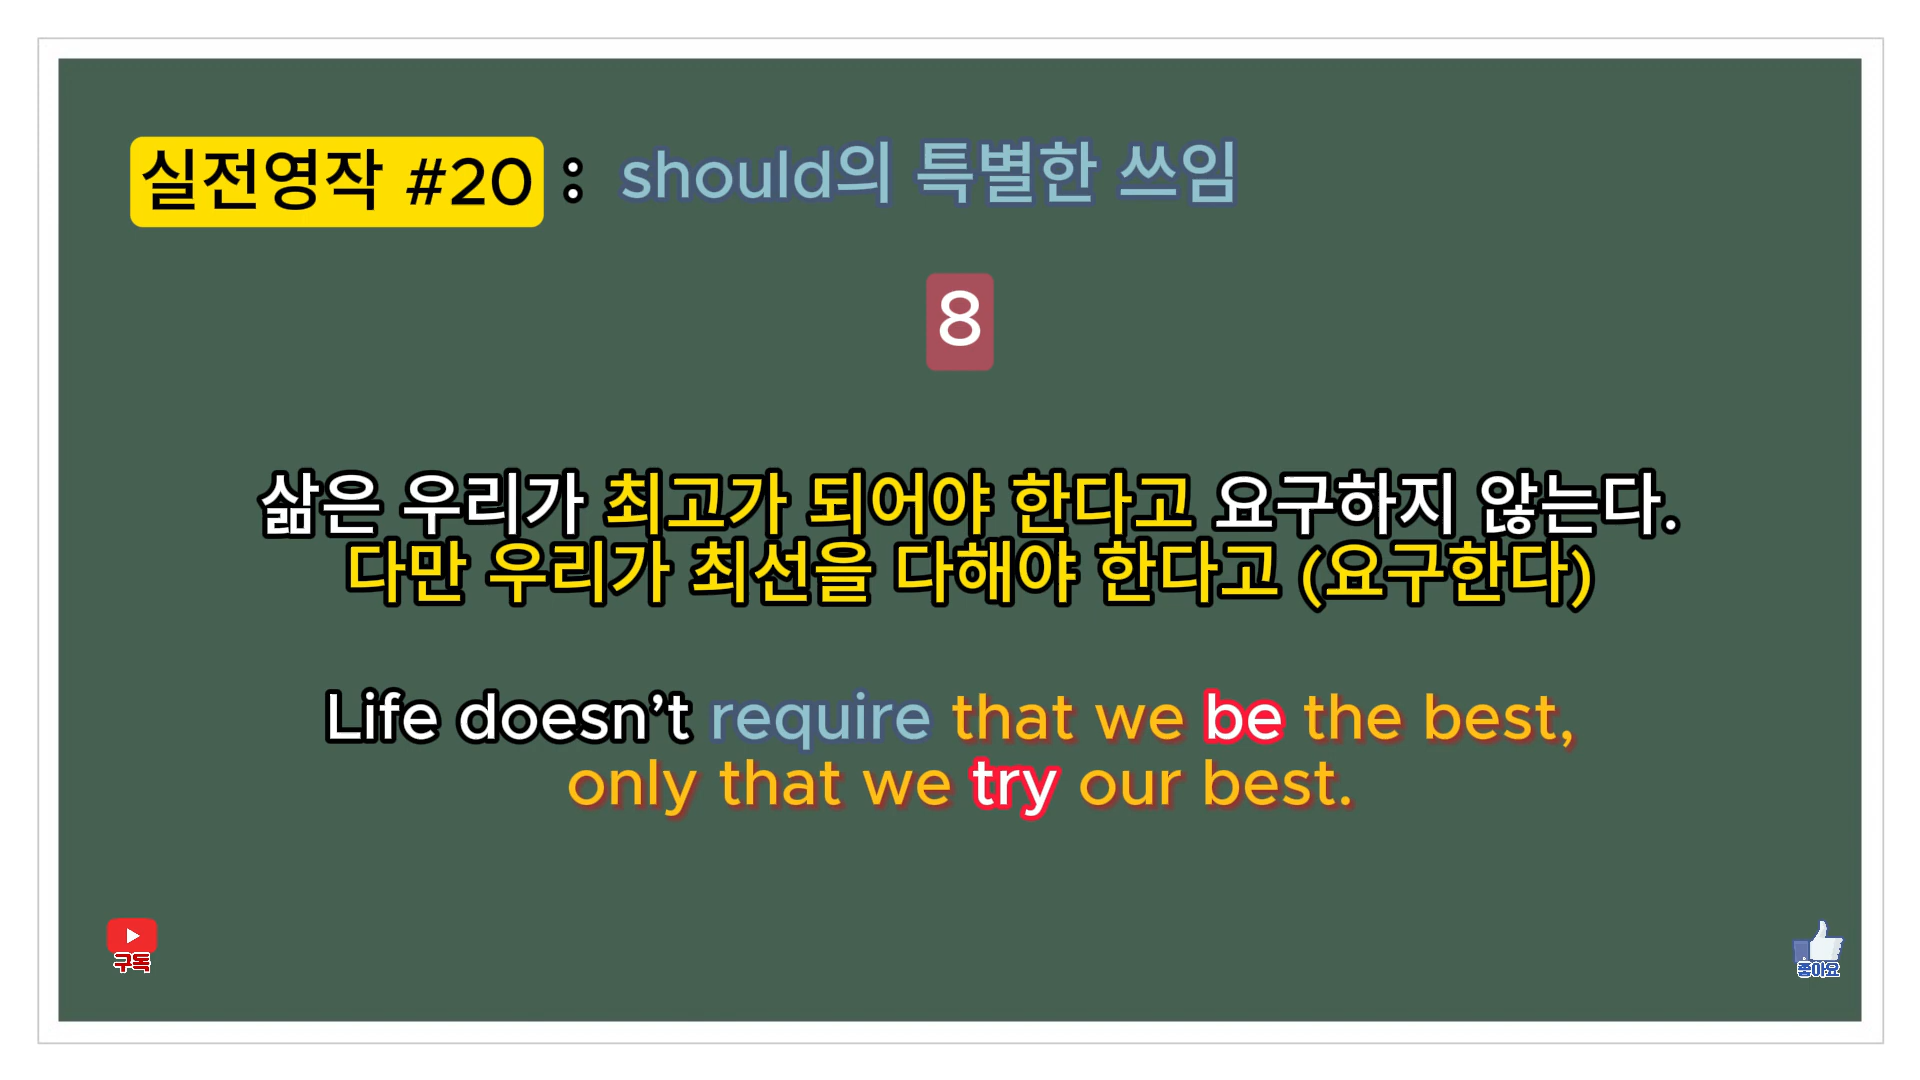 실전영작 #20 : should의 특별한 쓰임
8
삶은 우리가 최고가 되어야 한다고 요구하지 않는다.
다만 우리가 최선을 다해야 한다고 (요구한다)
Life doesn’t require that we be the best,
only that we try our best.
구독
좋아요